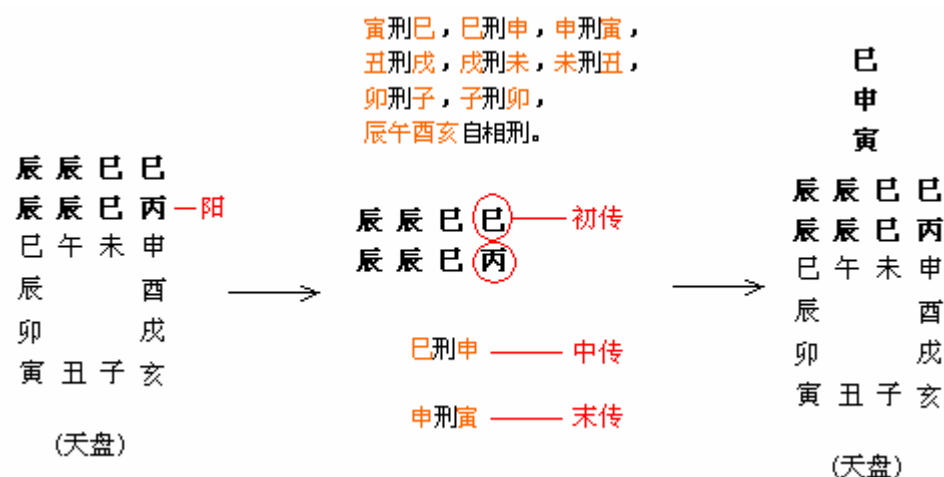 寅刑巳，巳刑申，申刑寅，
丑刑戌，戌刑未，未刑丑，
卯刑子，子刑卯，
辰午酉亥自相刑。
辰 辰 巳 巳
辰 辰 巳 丙 阳
巳 午 未 申
辰 酉
卯 戌
寅 丑 子 亥
(天盘)
辰 辰 巳 巳 初传
辰 辰 巳 丙
巳刑申 中传
申刑寅 末传
巳
申
寅
辰 辰 巳 巳
辰 辰 巳 丙
巳 午 未 申
辰 酉
卯 戌
寅 丑 子 亥
(天盘)